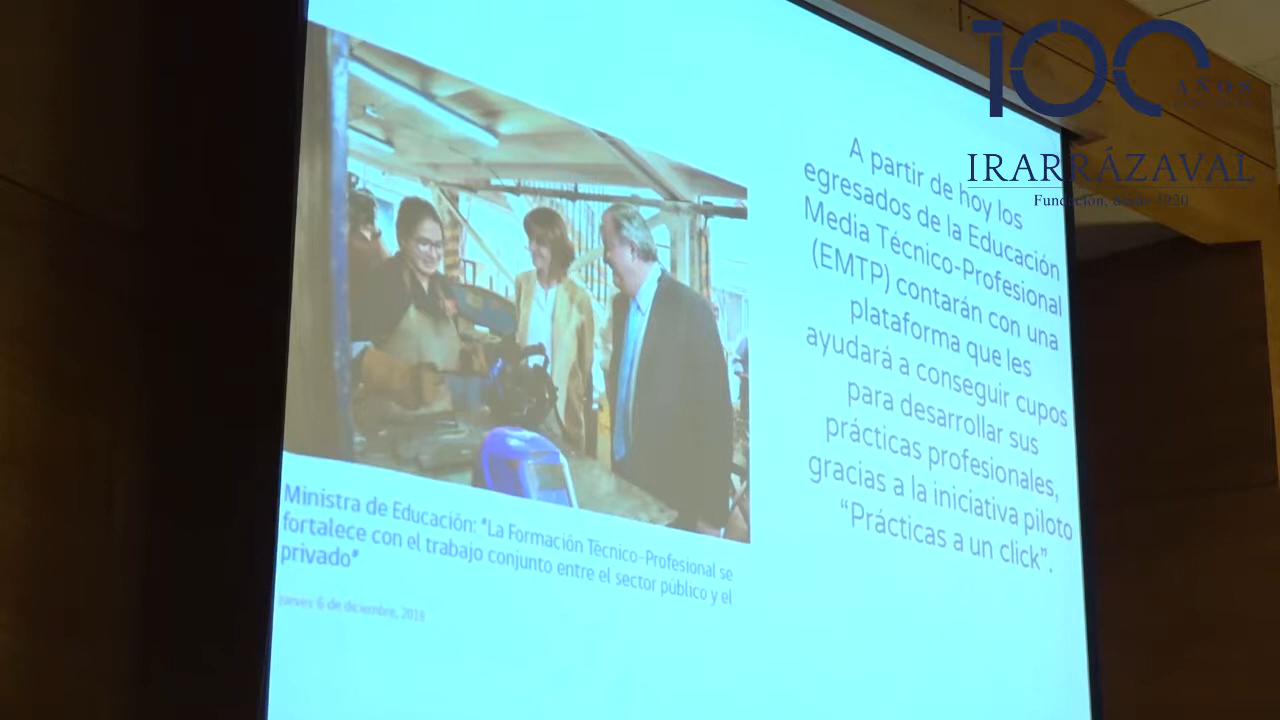 100
AÑOS
IRARRÁZAVAL
Fundación, desde 1920
A partir de hoy los
egresados de la Educación
Media Técnico-Profesional
(EMTP) contarán con una
plataforma que les
ayudará a conseguir cupos
para desarrollar sus
prácticas profesionales,
gracias a la iniciativa piloto
“Prácticas a un click”.
Ministra de Educación: “La Formación Técnico-Profesional se
fortalece con el trabajo conjunto entre el sector público y el
privado”
Jueves 6 de diciembre, 2018